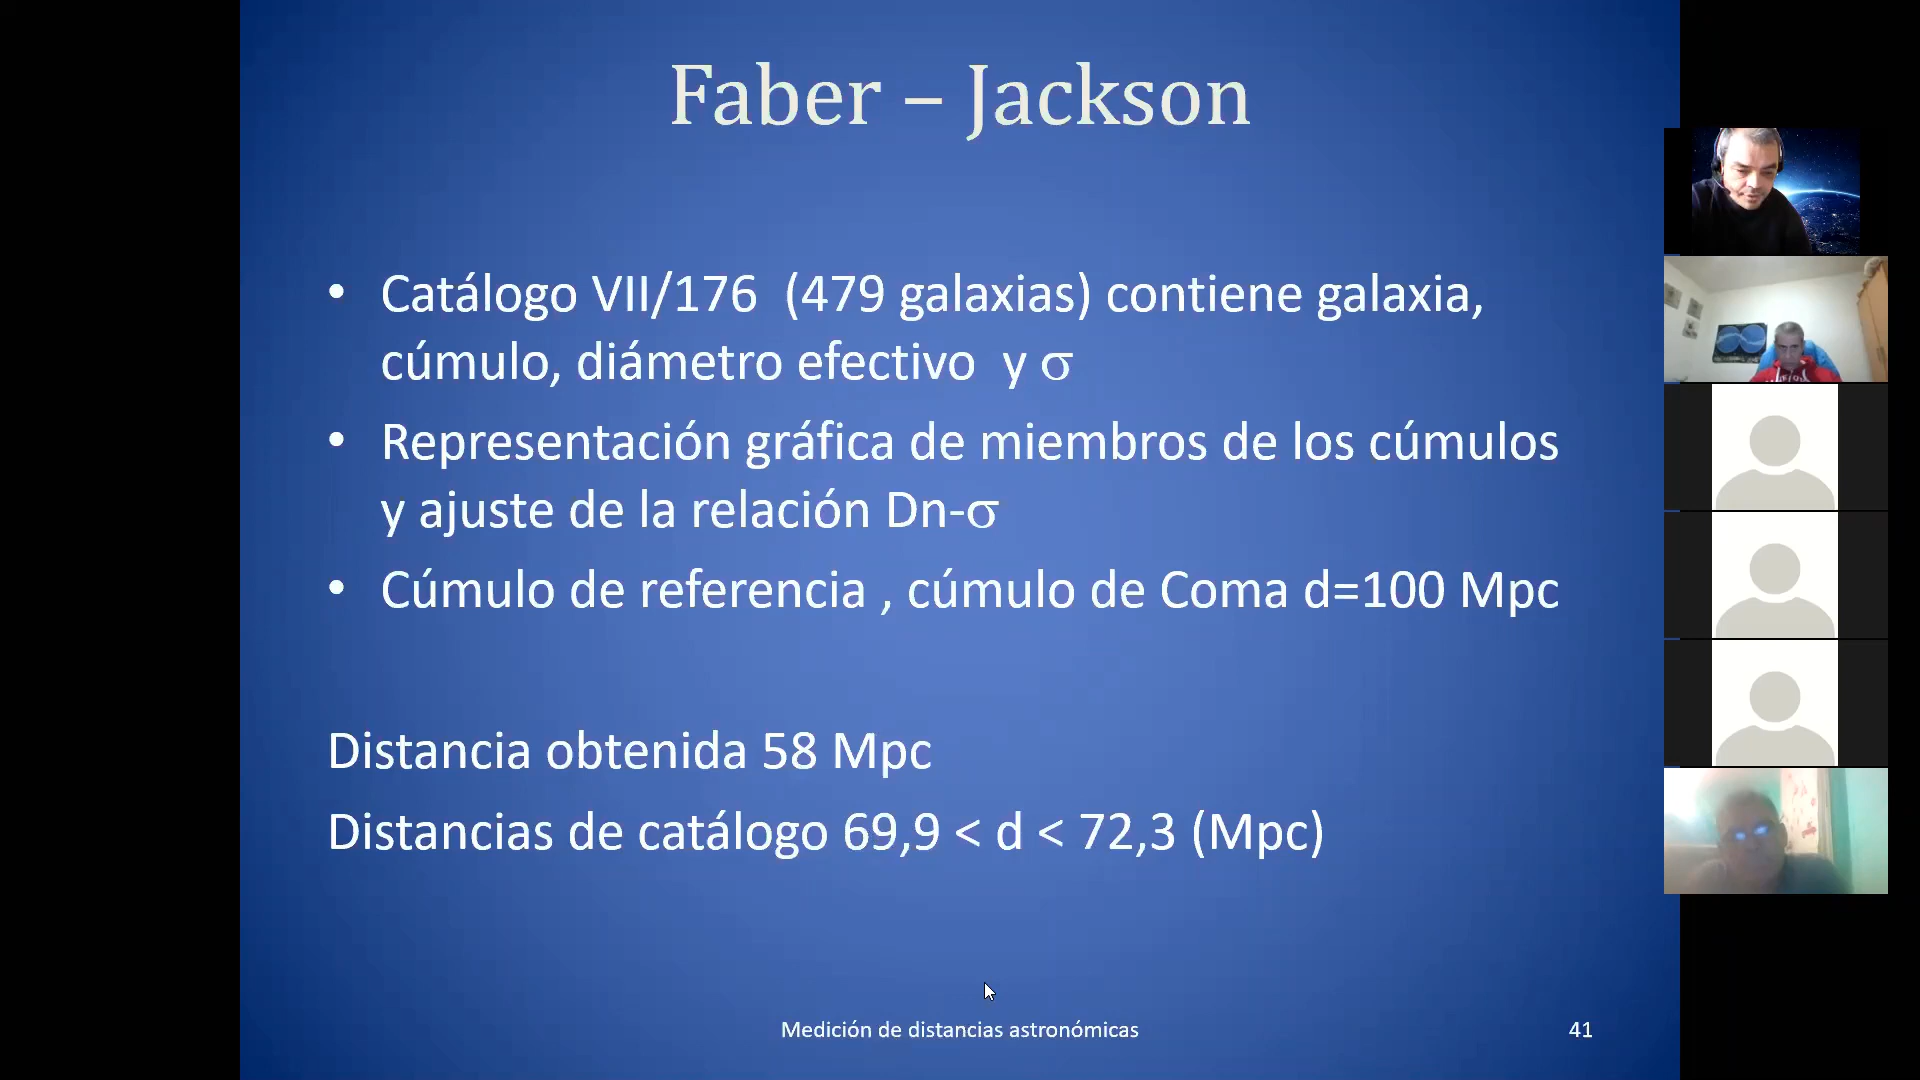 Faber – Jackson
• Catálogo VII/176  (479 galaxias) contiene galaxia,
cúmulo, diámetro efectivo  y σ
• Representación gráfica de miembros de los cúmulos
y ajuste de la relación Dn-σ
• Cúmulo de referencia , cúmulo de Coma d=100 Mpc
Distancia obtenida 58 Mpc
Distancias de catálogo 69,9 < d < 72,3 (Mpc)
Medición de distancias astronómicas
41